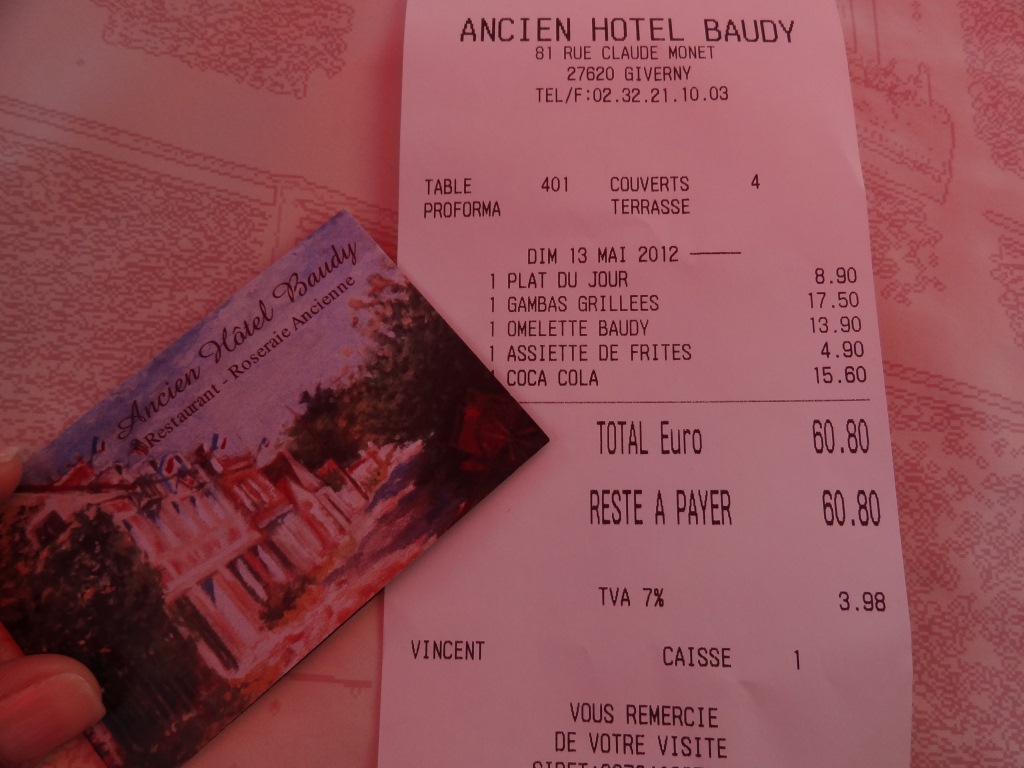 ANCIEN HOTEL BAUDY
81 RUE CLAUDE MONET
27620 GIVERNY
TEL/F:02.32.21.10.03
TABLE 401 COUVERTS 4
PROFORMA TERRASSE
DIM 13 MAI 2012
1 PLAT DU JOUR 8.90
1 GAMBAS GRILLEES 17.50
1 OMELETTE BAUDY 13.90
1 ASSIETTE DE FRITES 4.90
COCA COLA 15.60
TOTAL Euro 60.80
RESTE A PAYER 60.80
TVA 7% 3.98
VINCENT CAISSE 1
VOUS REMERCIE
DE VOTRE VISITE
Ancien Hôtel Baudy
Restaurant - Roseraie Ancienne